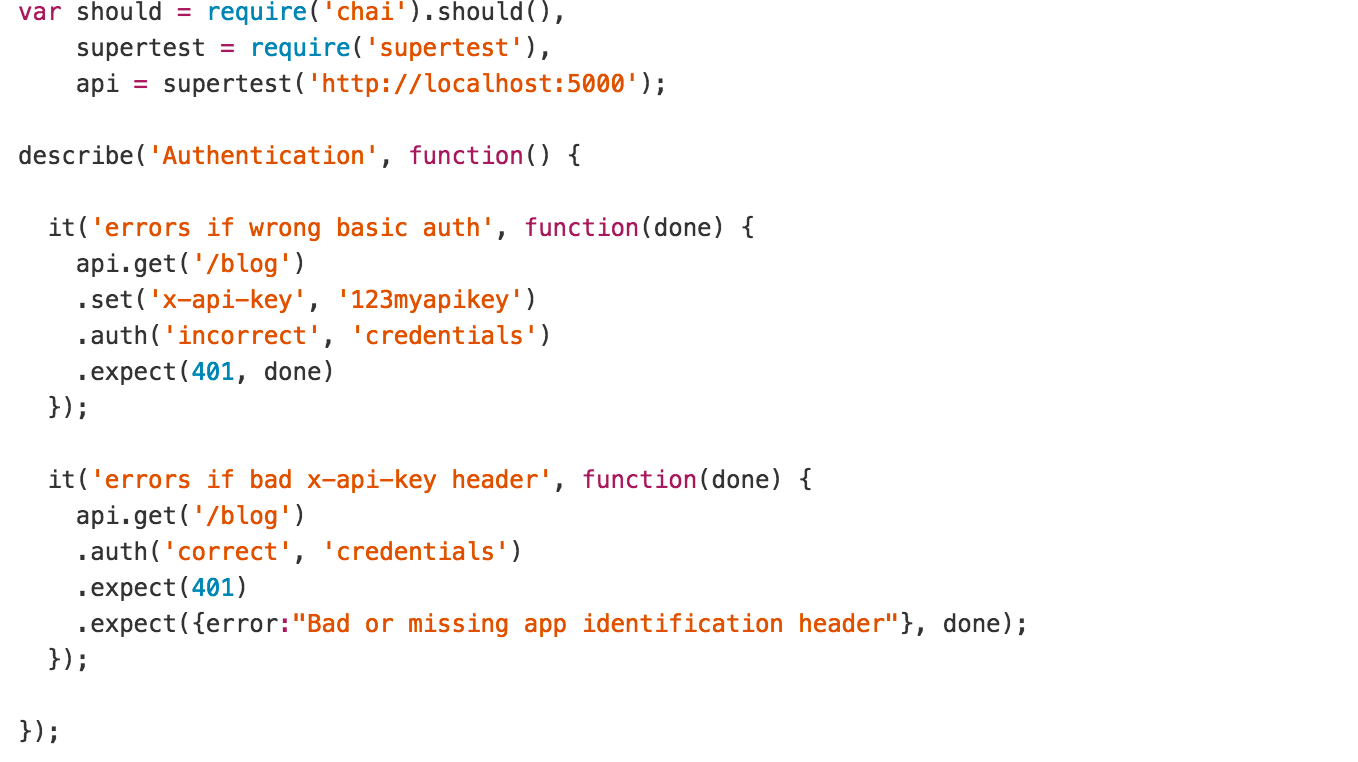 var should = require('chai').should(),
    supertest = require('supertest'),
    api = supertest('http://localhost:5000');

describe('Authentication', function() {

  it('errors if wrong basic auth', function(done) {
    api.get('/blog')
    .set('x-api-key', '123myapikey')
    .auth('incorrect', 'credentials')
    .expect(401, done)
  });

  it('errors if bad x-api-key header', function(done) {
    api.get('/blog')
    .auth('correct', 'credentials')
    .expect(401)
    .expect({error:"Bad or missing app identification header"}, done);
  });

});